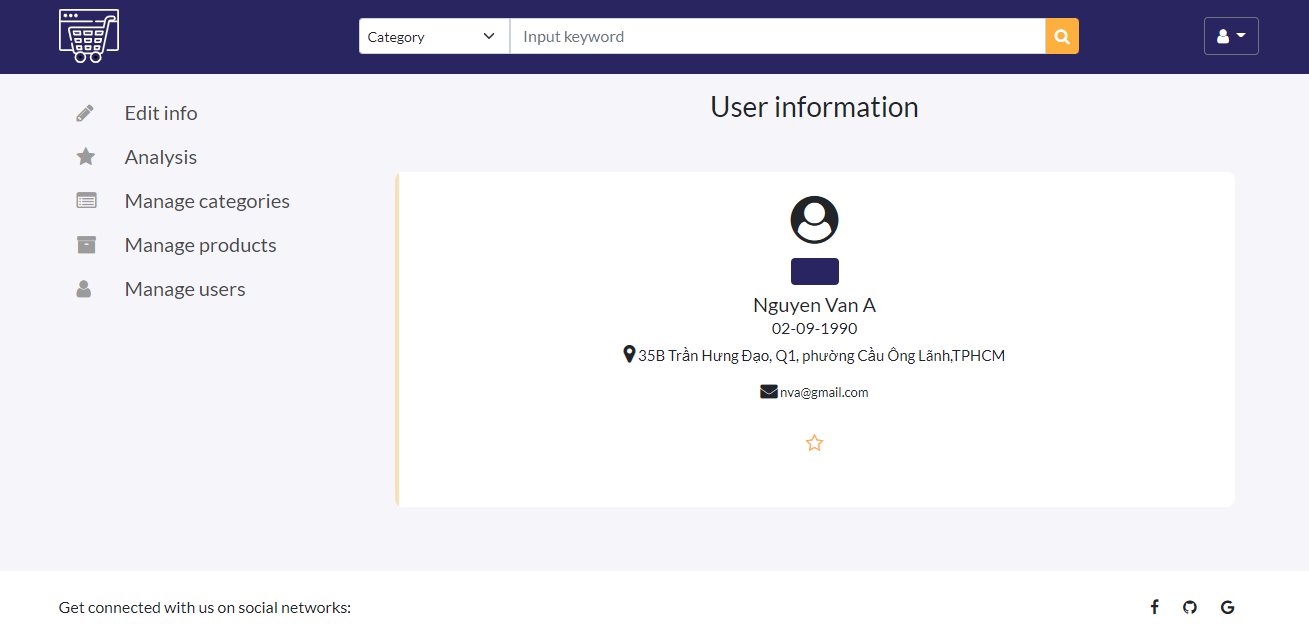 Category
Input keyword
Edit info
Analysis
Manage categories
Manage products
Manage users
User information
Nguyen Van A
02-09-1990
35B Trần Hưng Đạo, Q1, phường Cầu Ông Lãnh,TPHCM
nva@gmail.com
Get connected with us on social networks: